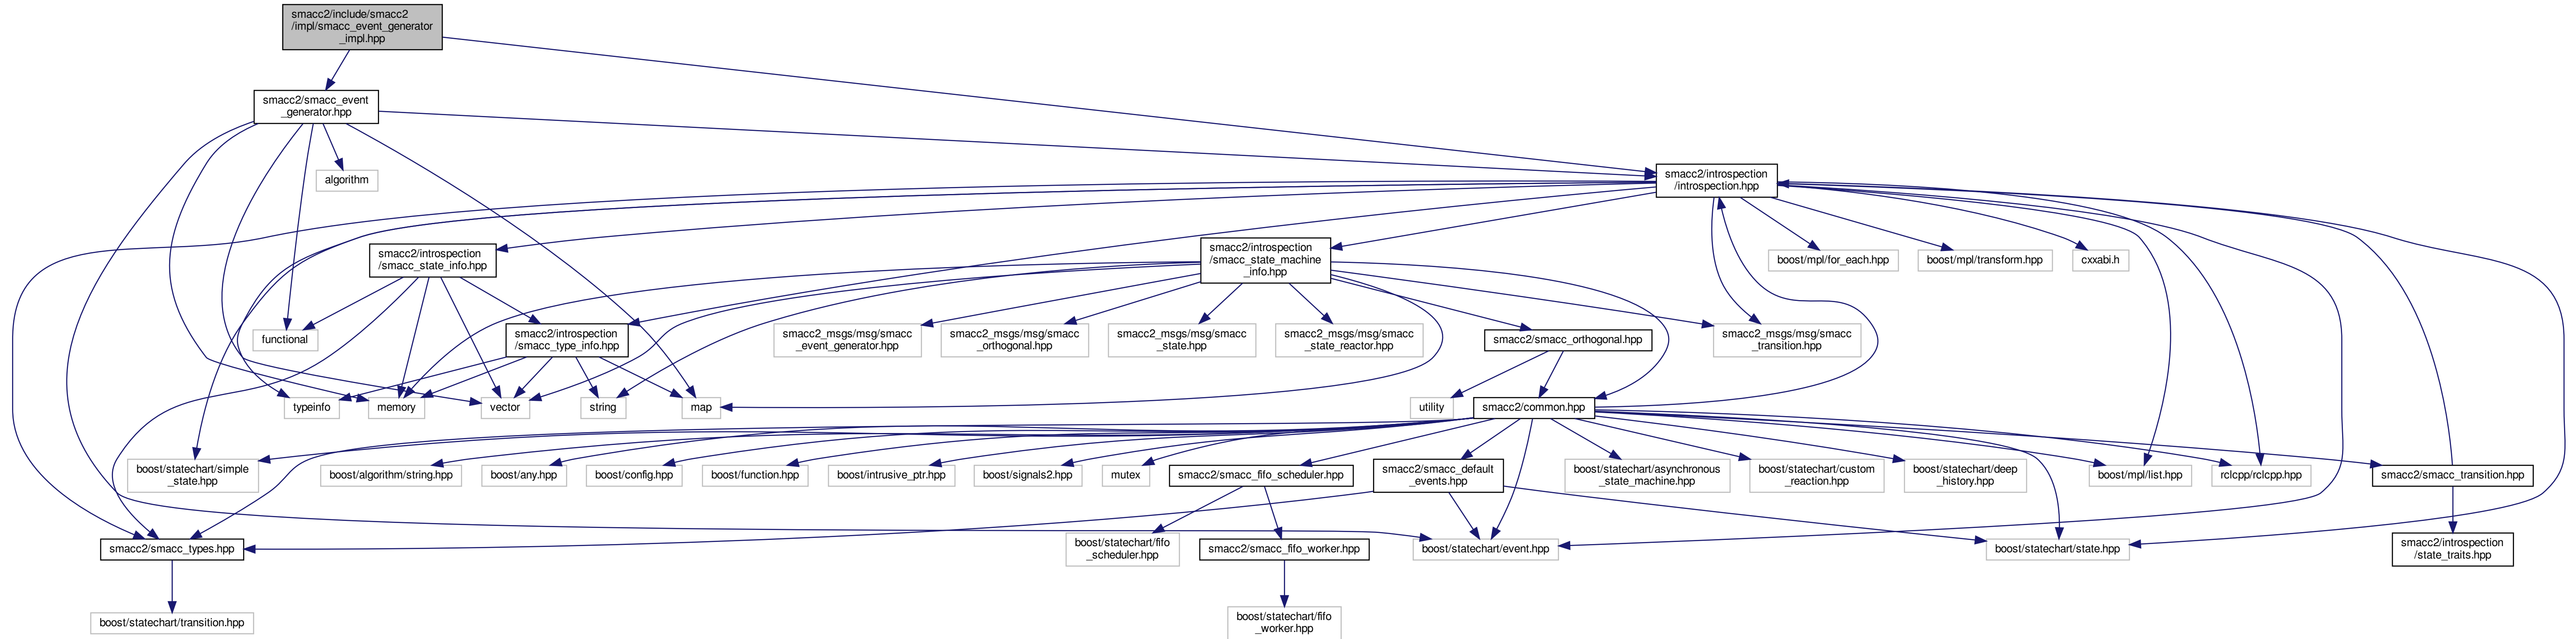 smacc2/include/smacc2
/impl/smacc_event_generator
_impl.hpp
smacc2/smacc_event
_generator.hpp
algorithm
smacc2/introspection
/introspection.hpp
smacc2/introspection
/smacc_state_info.hpp
smacc2/introspection
/smacc_state_machine
_info.hpp
boost/mpl/for_each.hpp
boost/mpl/transform.hpp
cxxabi.h
functional
smacc2/introspection
/smacc_type_info.hpp
smacc2_msgs/msg/smacc
_event_generator.hpp
smacc2_msgs/msg/smacc
_orthogonal.hpp
smacc2_msgs/msg/smacc
_state.hpp
smacc2_msgs/msg/smacc
_state_reactor.hpp
smacc2/smacc_orthogonal.hpp
smacc2_msgs/msg/smacc
_transition.hpp
typeinfo
memory
vector
string
map
utility
smacc2/common.hpp
boost/statechart/simple
_state.hpp
boost/algorithm/string.hpp
boost/any.hpp
boost/config.hpp
boost/function.hpp
boost/intrusive_ptr.hpp
boost/signals2.hpp
mutex
smacc2/smacc_fifo_scheduler.hpp
smacc2/smacc_default
_events.hpp
boost/statechart/asynchronous
_state_machine.hpp
boost/statechart/custom
_reaction.hpp
boost/statechart/deep
_history.hpp
boost/mpl/list.hpp
rclcpp/rclcpp.hpp
smacc2/smacc_transition.hpp
smacc2/smacc_types.hpp
boost/statechart/fifo
_scheduler.hpp
smacc2/smacc_fifo_worker.hpp
boost/statechart/event.hpp
boost/statechart/state.hpp
smacc2/introspection
/state_traits.hpp
boost/statechart/transition.hpp
boost/statechart/fifo
_worker.hpp